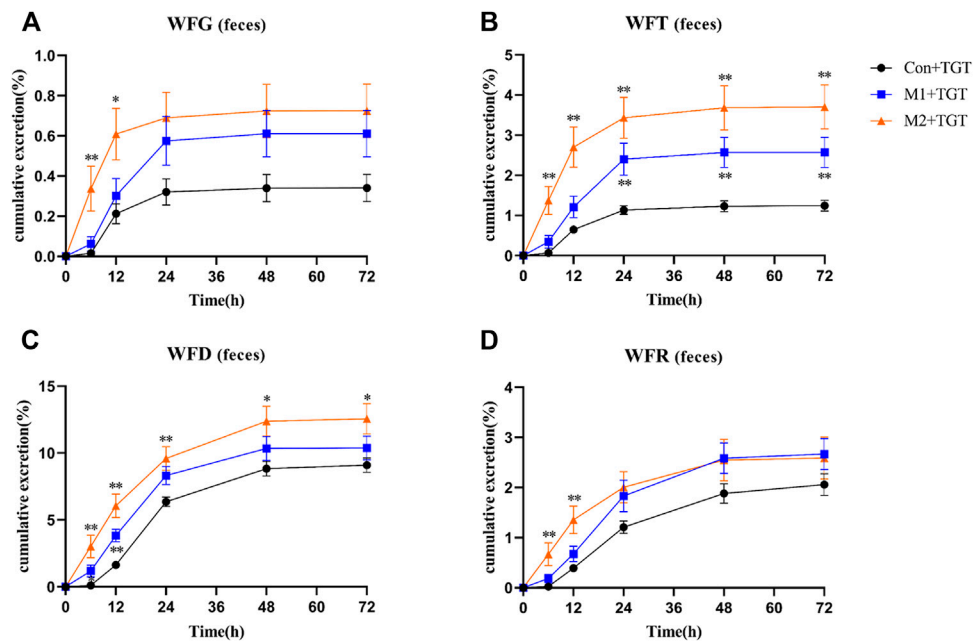 A
WFG (feces)
cumulative excretion(%)
1.0
0.8
0.6
0.4
0.2
0.0
**
*
0 12 24 36 48 60 72
Time(h)
B
WFT (feces)
cumulative excretion(%)
5
4
3
2
1
0
** ** ** ** **
** ** **
0 12 24 36 48 60 72
Time(h)
Con+TGT
M1+TGT
M2+TGT
C
WFD (feces)
cumulative excretion(%)
15
10
5
0
** ** ** * *
**
0 12 24 36 48 60 72
Time(h)
D
WFR (feces)
cumulative excretion(%)
4
3
2
1
0
** **
0 12 24 36 48 60 72
Time(h)